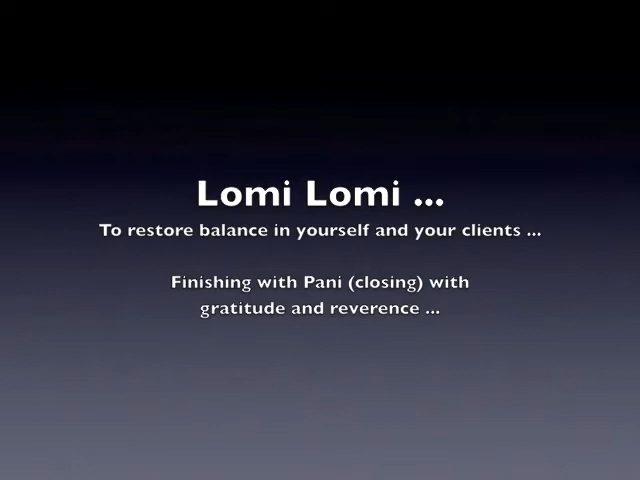 Lomi Lomi ...
To restore balance in yourself and your clients ...
Finishing with Pani (closing) with
gratitude and reverence ...